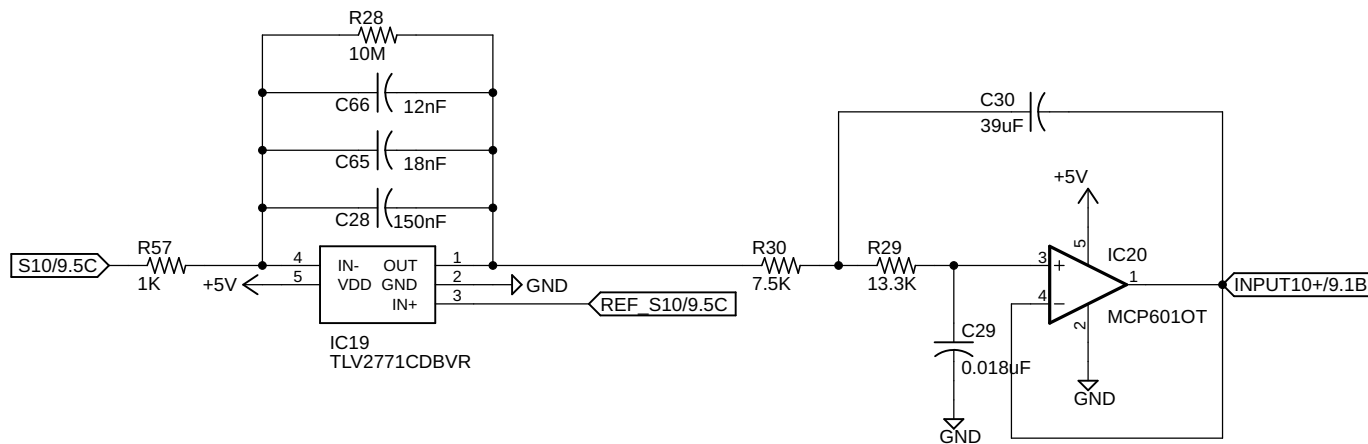 R28
10M
C66 12nF
C65 18nF
C28 150nF
C30
39uF
+5V
S10/9.5C
R57
1K
+5V
4 IN- OUT 1
5 VDD GND 2
IN+ 3
GND
REF_S10/9.5C
IC19
TLV2771CDBVR
R30
7.5K
R29
13.3K
C29
0.018uF
GND
3 +
4 -
5
2
1
IC20
MCP601OT
GND
INPUT10+/9.1B